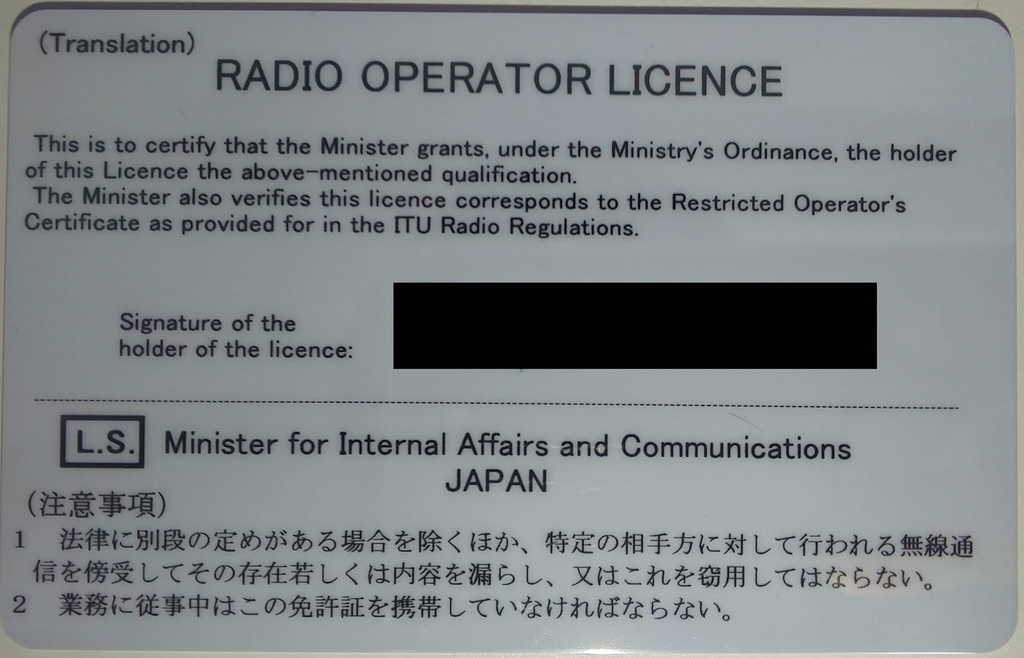 (Translation)
RADIO OPERATOR LICENCE
This is to certify that the Minister grants, under the Ministry's Ordinance, the holder
of this Licence the above-mentioned qualification.
The Minister also verifies this licence corresponds to the Restricted Operator's
Certificate as provided for in the ITU Radio Regulations.
Signature of the
holder of the licence:
L.S. Minister for Internal Affairs and Communications
JAPAN
(注意事項)
1 法律に別段の定めがある場合を除くほか、特定の相手方に対して行われる無線通
信を傍受してその存在若しくは内容を漏らし、又はこれを窃用してはならない。
2 業務に従事中はこの免許証を携帯していなければならない。